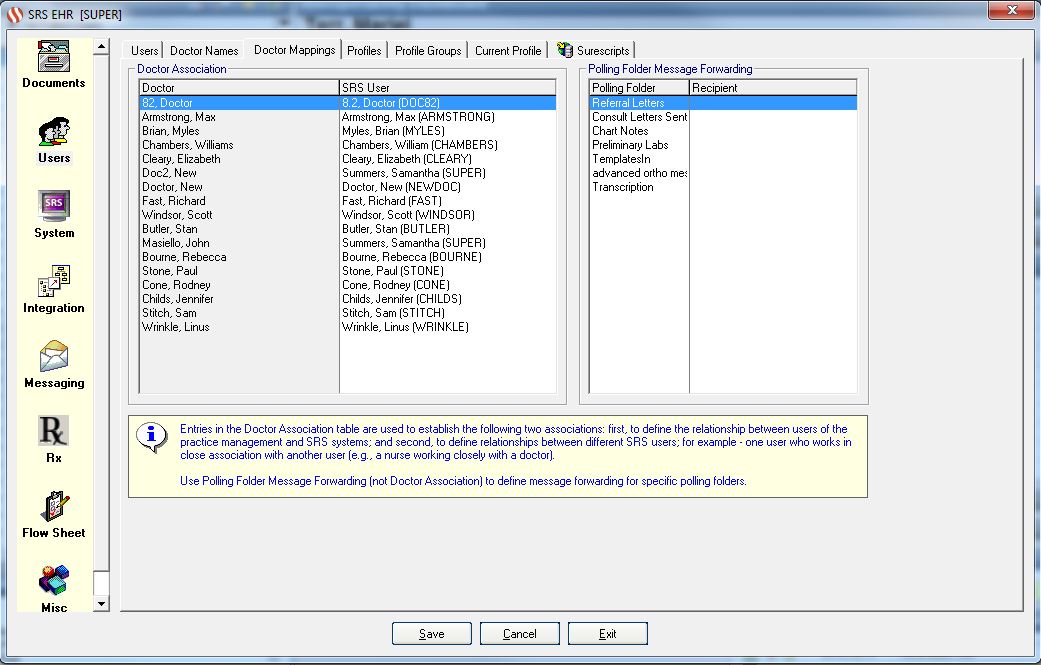 SRS EHR [SUPER]
Documents
Users
SRS
System
Integration
Messaging
Rx
Rx
Flow Sheet
Misc
Users Doctor Names Doctor Mappings Profiles Profile Groups Current Profile Surescripts
Doctor Association
Doctor SRS User
82, Doctor 8.2, Doctor (DOC82)
Armstrong, Max Armstrong, Max (ARMSTRONG)
Brian, Myles Myles, Brian (MYLES)
Chambers, Williams Chambers, William (CHAMBERS)
Cleary, Elizabeth Cleary, Elizabeth (CLEARY)
Doc2, New Summers, Samantha (SUPER)
Doctor, New Doctor, New (NEWDOC)
Fast, Richard Fast, Richard (FAST)
Windsor, Scott Windsor, Scott (WINDSOR)
Butler, Stan Butler, Stan (BUTLER)
Masiello, John Summers, Samantha (SUPER)
Bourne, Rebecca Bourne, Rebecca (BOURNE)
Stone, Paul Stone, Paul (STONE)
Cone, Rodney Cone, Rodney (CONE)
Childs, Jennifer Childs, Jennifer (CHILDS)
Stitch, Sam Stitch, Sam (STITCH)
Wrinkle, Linus Wrinkle, Linus (WRINKLE)
Polling Folder Message Forwarding
Polling Folder Recipient
Referral Letters
Consult Letters Sent
Chart Notes
Preliminary Labs
TemplatesIn
advanced ortho mes
Transcription
Entries in the Doctor Association table are used to establish the following two associations: first, to define the relationship between users of the
practice management and SRS systems; and second, to define relationships between different SRS users; for example - one user who works in
close association with another user (e.g., a nurse working closely with a doctor).
Use Polling Folder Message Forwarding (not Doctor Association) to define message forwarding for specific polling folders.
Save Cancel Exit